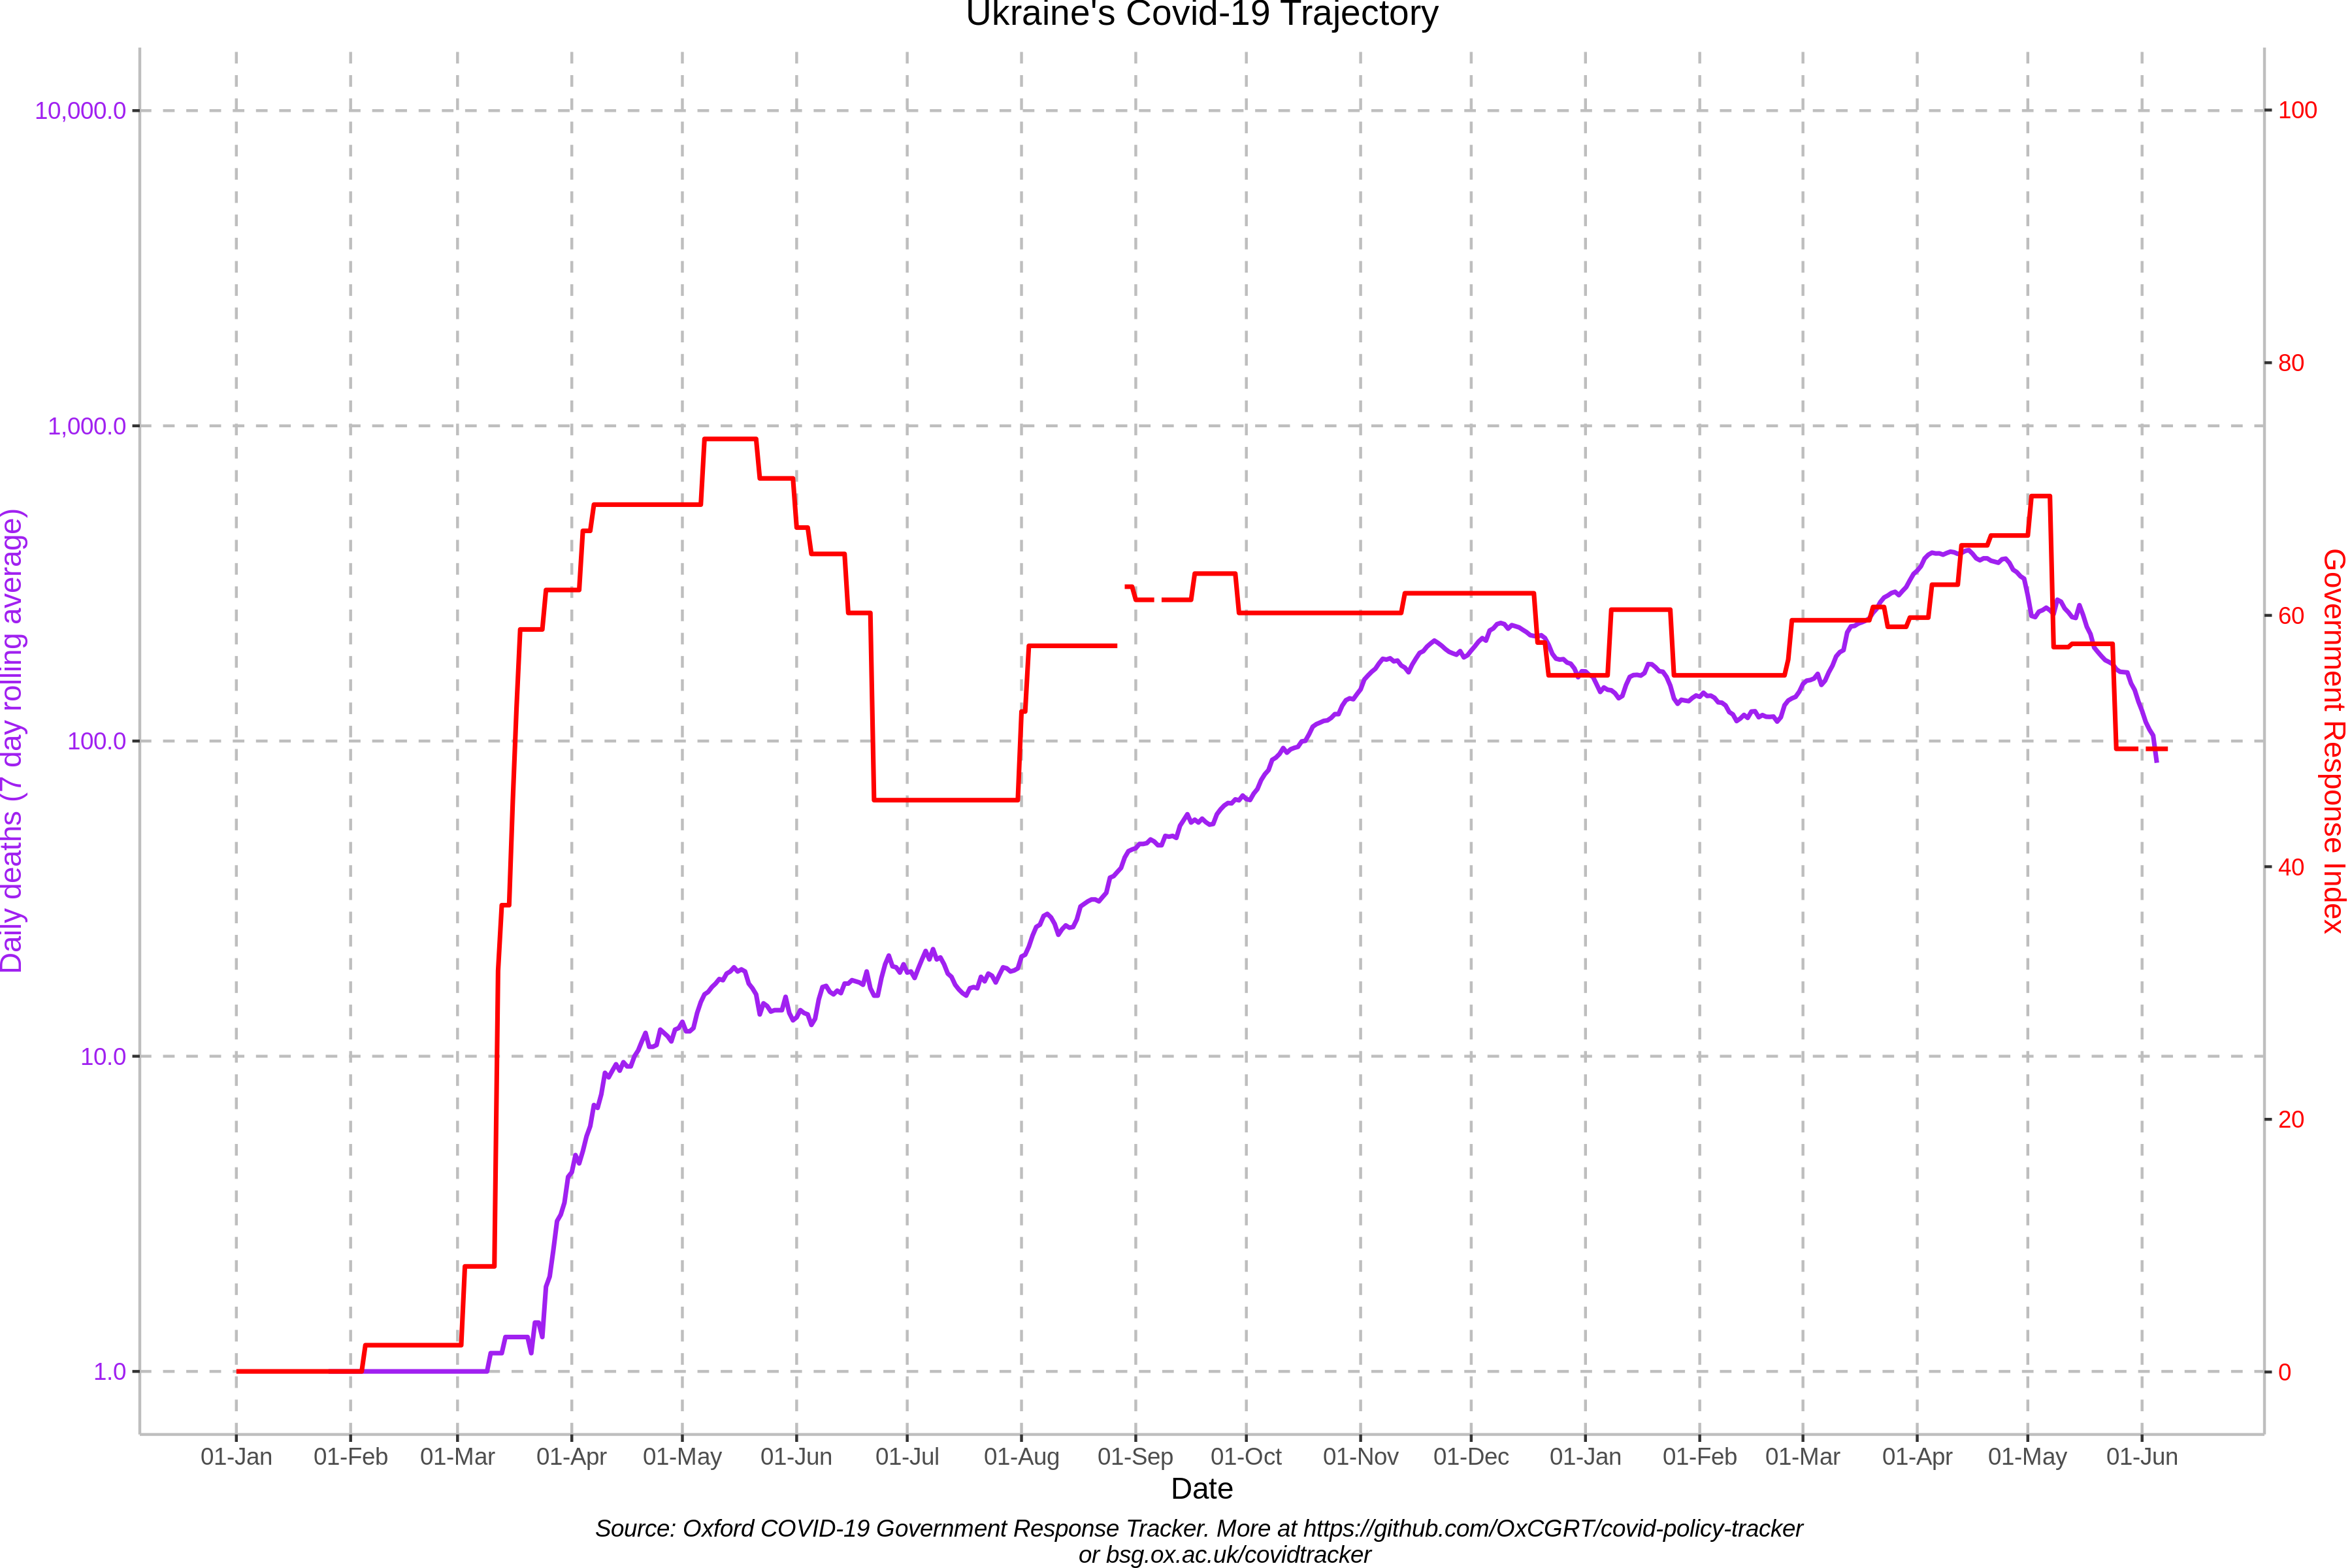 Ukraine's Covid-19 Trajectory
10,000.0
1,000.0
100.0
10.0
1.0
Daily deaths (7 day rolling average)
100
80
60
40
20
0
Government Response Index
01-Jan 01-Feb 01-Mar 01-Apr 01-May 01-Jun 01-Jul 01-Aug 01-Sep 01-Oct 01-Nov 01-Dec 01-Jan 01-Feb 01-Mar 01-Apr 01-May 01-Jun
Date
Source: Oxford COVID-19 Government Response Tracker. More at https://github.com/OxCGRT/covid-policy-tracker
or bsg.ox.ac.uk/covidtracker